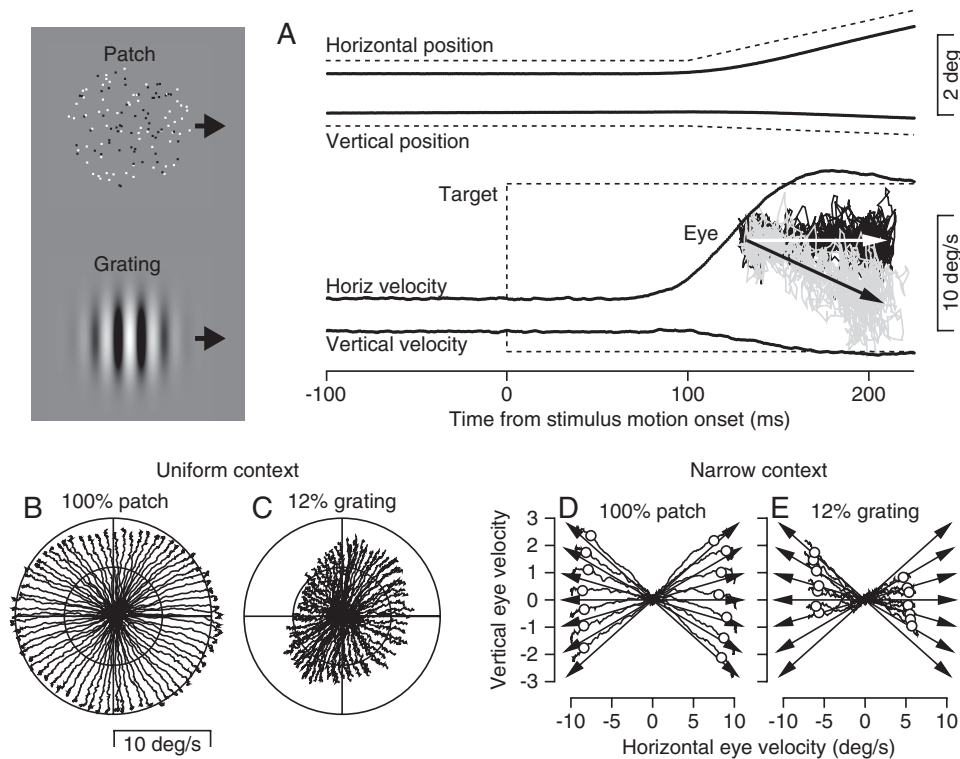 Patch
Grating
A
Horizontal position
Vertical position
2 deg
Target
Eye
Horiz velocity
Vertical velocity
10 deg/s
-100
0
100
200
Time from stimulus motion onset (ms)
Uniform context
B
100% patch
C
12% grating
10 deg/s
Narrow context
D
100% patch
E
12% grating
Vertical eye velocity
3
2
1
0
-1
-2
-3
-10 -5 0 5 10
-10 -5 0 5 10
Horizontal eye velocity (deg/s)